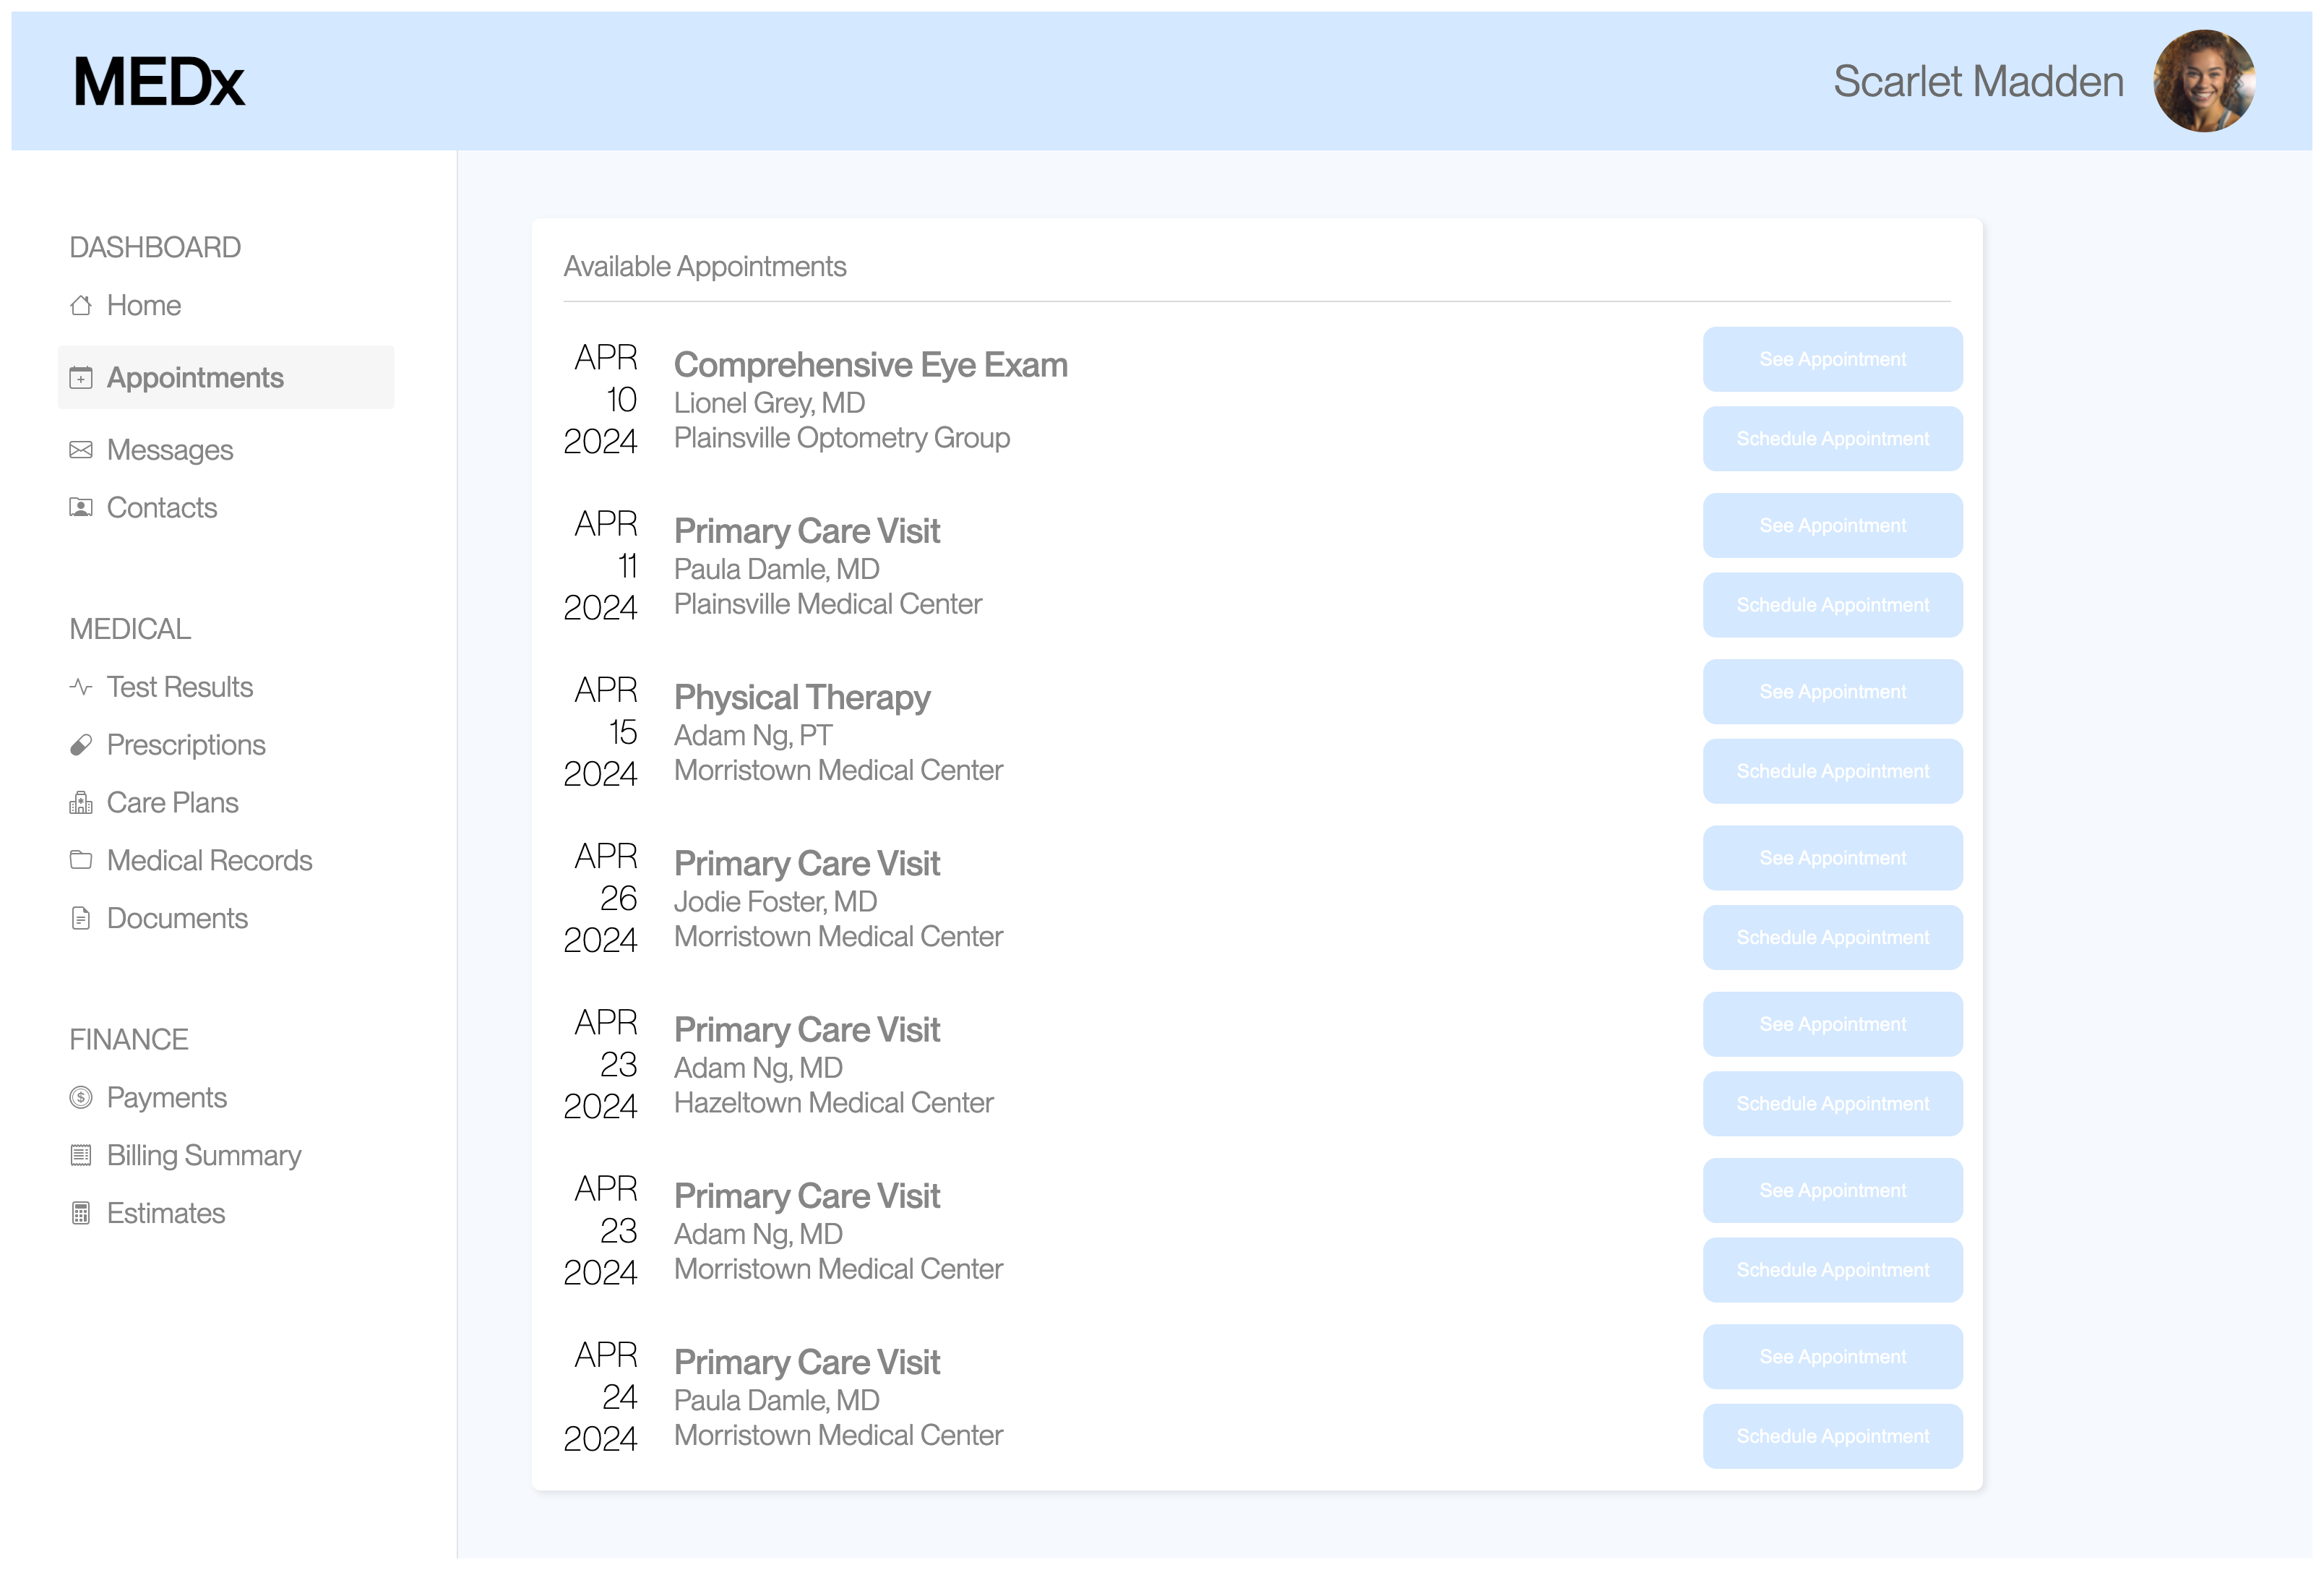 MEDx
Scarlet Madden
DASHBOARD
Home
Appointments
Messages
Contacts
MEDICAL
Test Results
Prescriptions
Care Plans
Medical Records
Documents
FINANCE
Payments
Billing Summary
Estimates
Available Appointments
APR
10
2024
Comprehensive Eye Exam
Lionel Grey, MD
Plainsville Optometry Group
See Appointment
Schedule Appointment
APR
11
2024
Primary Care Visit
Paula Damle, MD
Plainsville Medical Center
See Appointment
Schedule Appointment
APR
15
2024
Physical Therapy
Adam Ng, PT
Morristown Medical Center
See Appointment
Schedule Appointment
APR
26
2024
Primary Care Visit
Jodie Foster, MD
Morristown Medical Center
See Appointment
Schedule Appointment
APR
23
2024
Primary Care Visit
Adam Ng, MD
Hazeltown Medical Center
See Appointment
Schedule Appointment
APR
23
2024
Primary Care Visit
Adam Ng, MD
Morristown Medical Center
See Appointment
Schedule Appointment
APR
24
2024
Primary Care Visit
Paula Damle, MD
Morristown Medical Center
See Appointment
Schedule Appointment